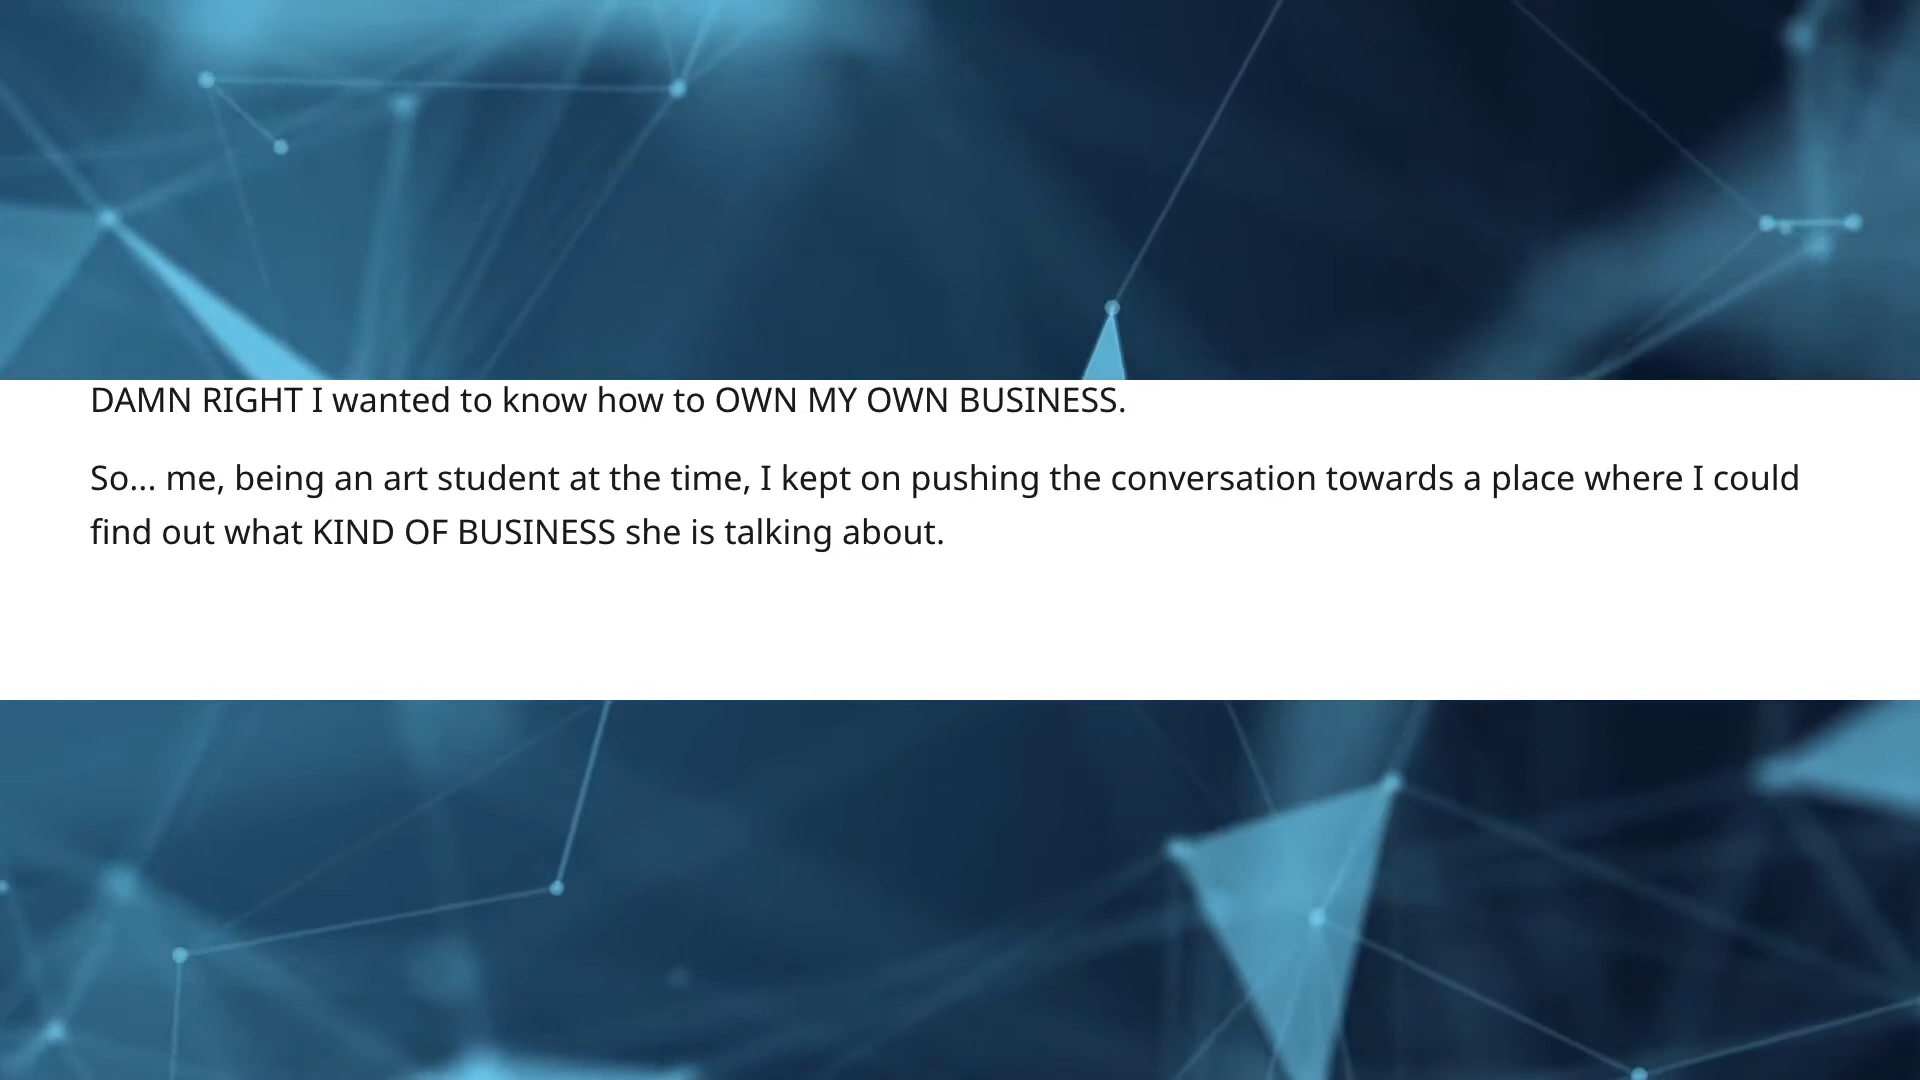 DAMN RIGHT I wanted to know how to OWN MY OWN BUSINESS.
So... me, being an art student at the time, I kept on pushing the conversation towards a place where I could
find out what KIND OF BUSINESS she is talking about.